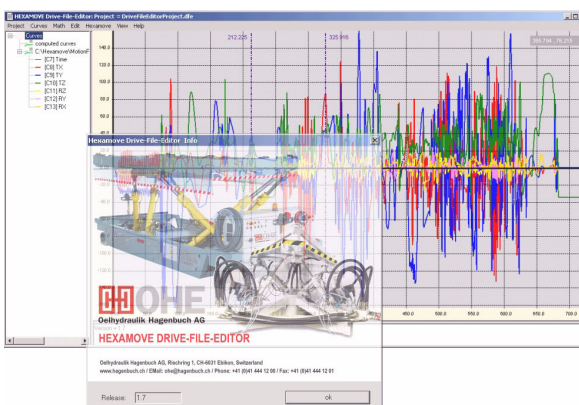 HEXAMOVE Drive-File-Editor: Project = DriveFileEditorProject.dfe
Project Curves Math Edit Hexamove View Help
Curves
computed curves
C:\Hexamove\MotionF
[C7] Time
[C8] TX
[C9] TY
[C10] TZ
[C11] RZ
[C12] RY
[C13] RX
140.0
212.225
325.916
Hexamove Drive-File-Editor Info
OHE
Oelhydraulik Hagenbuch AG
Version = 1.7
HEXAMOVE DRIVE-FILE-EDITOR
Oelhydraulik Hagenbuch AG, Rischring 1, CH-6031 Ebikon, Switzerland
www.hagenbuch.ch / EMail: ohe@hagenbuch.ch / Phone: +41 (0)41 444 12 00 / Fax: +41 (0)41 444 12 01
Release: 1.7
ok
450.0 500.0 550.0 600.0 650.0 700.0